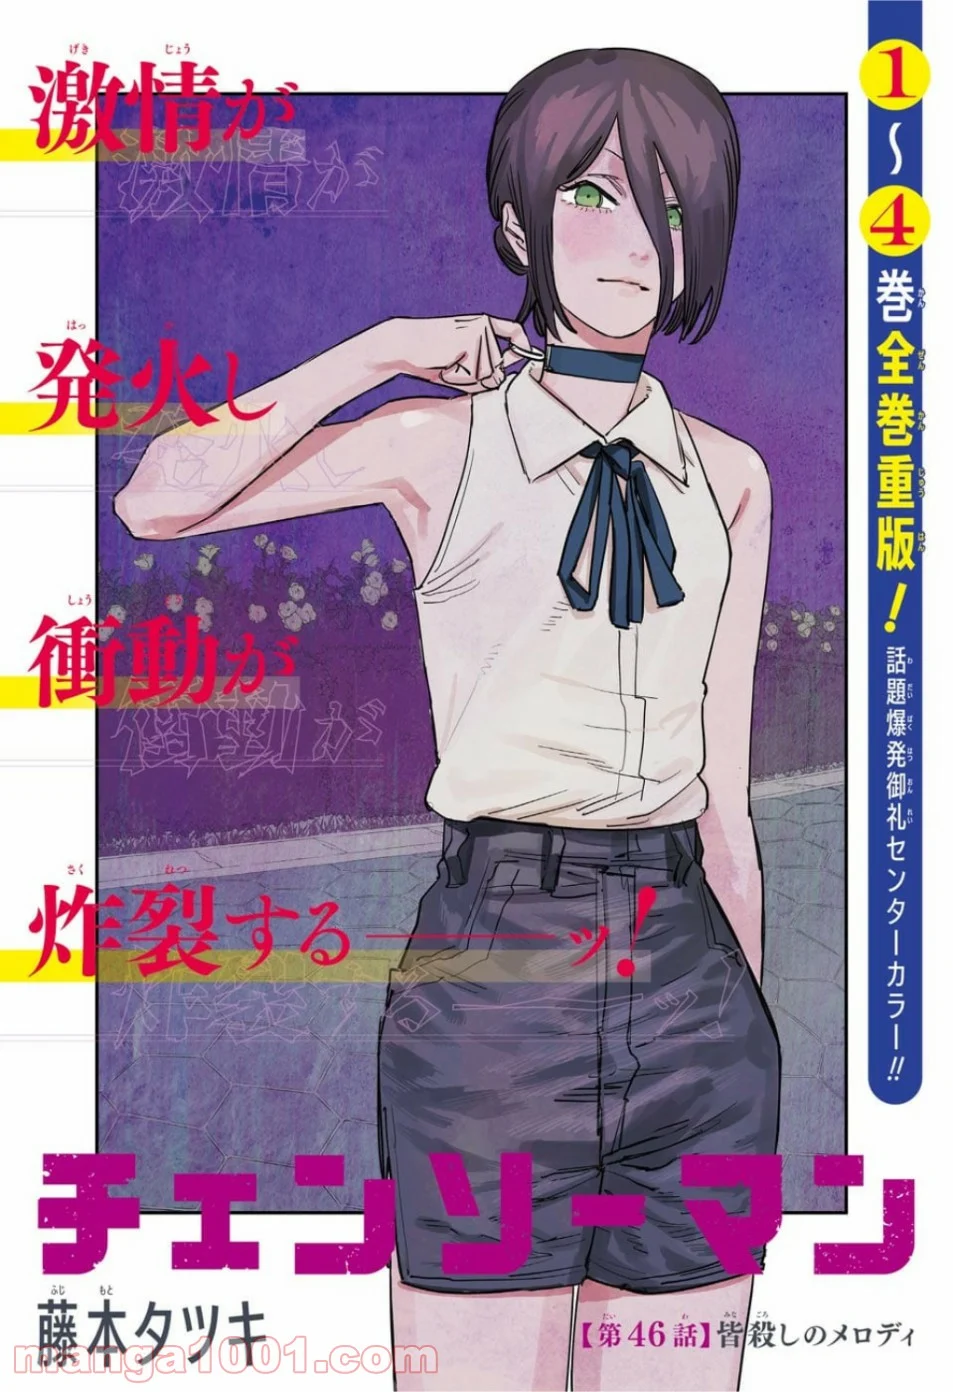 激情が
発火し
衝動が
炸裂する――ッ!
1〜4巻全巻重版!
話題爆発御礼センターカラー!!
チェンソーマン
藤本タツキ
【第46話】皆殺しのメロディ
manga1001.com